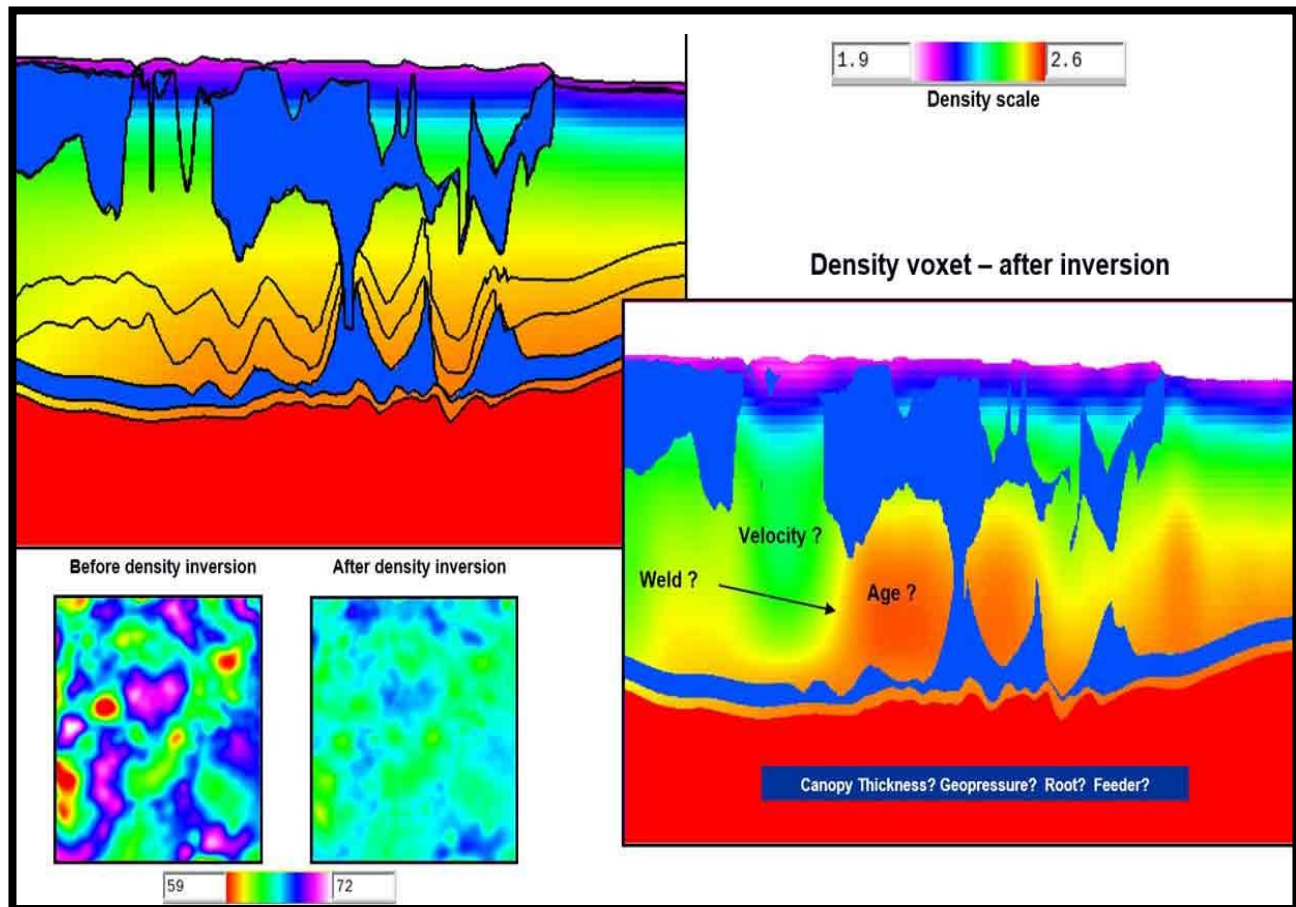 1.9
2.6
Density scale
Density voxet – after inversion
Velocity ?
Weld ?
Age ?
Canopy Thickness? Geopressure? Root? Feeder?
Before density inversion
After density inversion
59
72